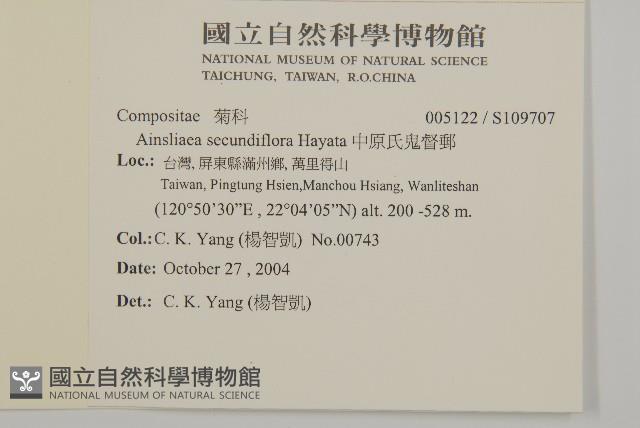 國立自然科學博物館
NATIONAL MUSEUM OF NATURAL SCIENCE
TAICHUNG, TAIWAN, R.O.CHINA
Compositae 菊科 005122 / S109707
Ainsliaea secundiflora Hayata 中原氏鬼督郵
Loc.: 台灣, 屏東縣滿州鄉, 萬里得山
Taiwan, Pingtung Hsien,Manchou Hsiang, Wanliteshan
(120°50’30”E , 22°04’05”N) alt. 200 -528 m.
Col.:C. K. Yang (楊智凱) No.00743
Date: October 27 , 2004
Det.: C. K. Yang (楊智凱)
國立自然科學博物館
NATIONAL MUSEUM OF NATURAL SCIENCE